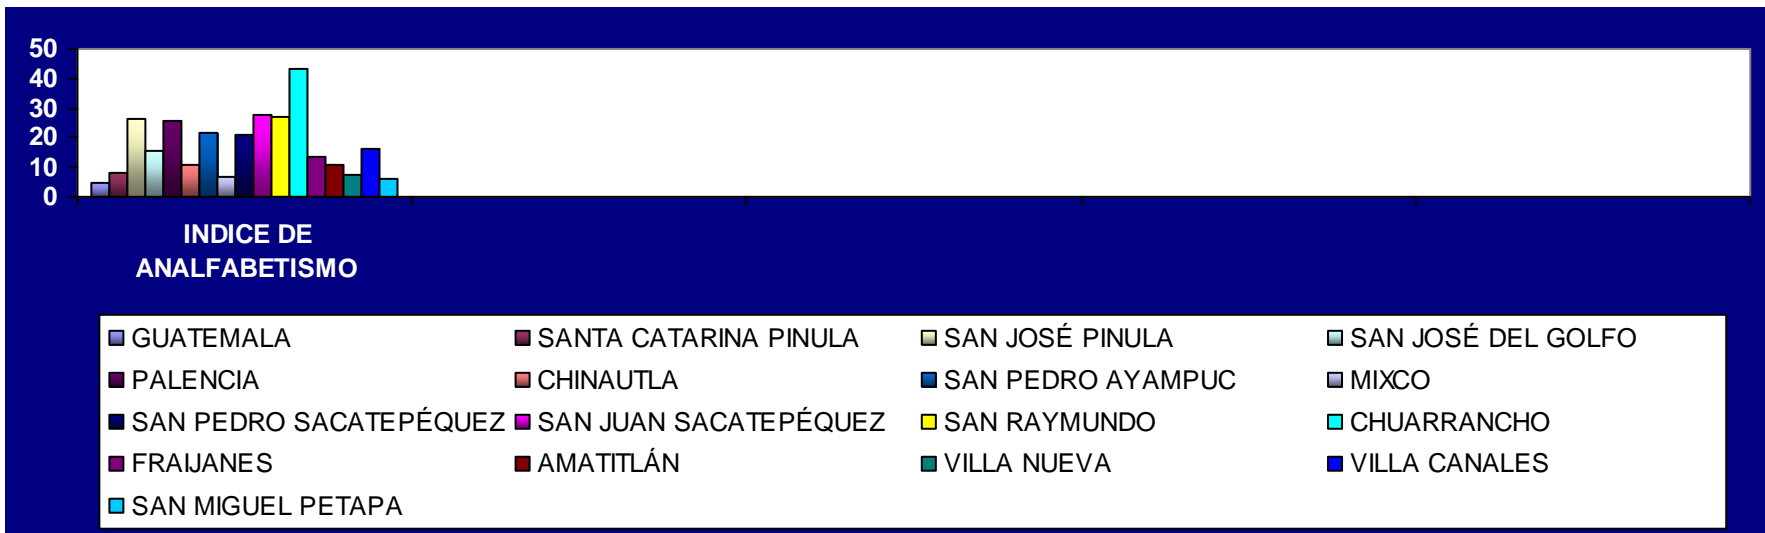 50
40
30
20
10
0
INDICE DE
ANALFABETISMO
GUATEMALA SANTA CATARINA PINULA SAN JOSÉ PINULA SAN JOSÉ DEL GOLFO
PALENCIA CHINAUTLA SAN PEDRO AYAMPUC MIXCO
SAN PEDRO SACATEPÉQUEZ SAN JUAN SACATEPÉQUEZ SAN RAYMUNDO CHUARRANCHO
FRAIJANES AMATITLÁN VILLA NUEVA VILLA CANALES
SAN MIGUEL PETAPA